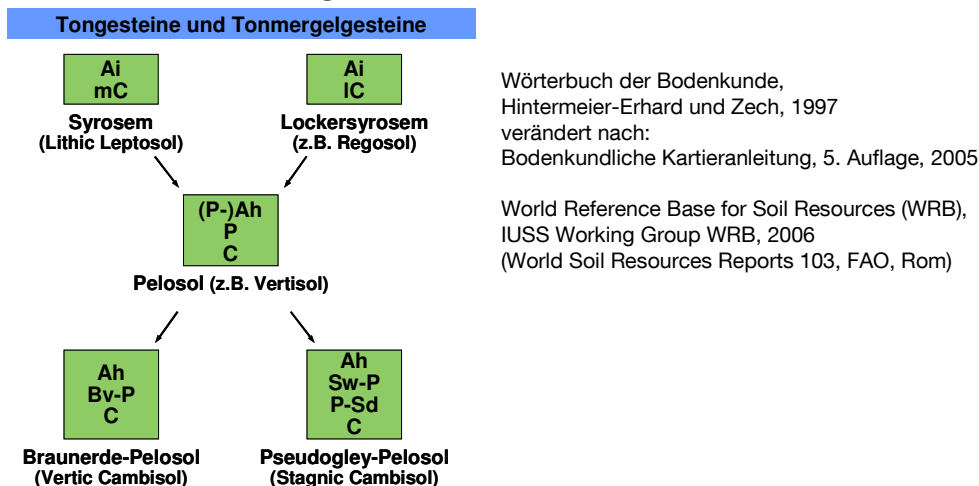 Tongesteine und Tonmergelgesteine
Ai
mC
Syrosem
(Lithic Leptosol)
Ai
lC
Lockersyrosem
(z.B. Regosol)
(P-)Ah
P
C
Pelosol (z.B. Vertisol)
Ah
Bv-P
C
Braunerde-Pelosol
(Vertic Cambisol)
Ah
Sw-P
P-Sd
C
Pseudogley-Pelosol
(Stagnic Cambisol)
Wörterbuch der Bodenkunde,
Hintermeier-Erhard und Zech, 1997
verändert nach:
Bodenkundliche Kartieranleitung, 5. Auflage, 2005
World Reference Base for Soil Resources (WRB),
IUSS Working Group WRB, 2006
(World Soil Resources Reports 103, FAO, Rom)